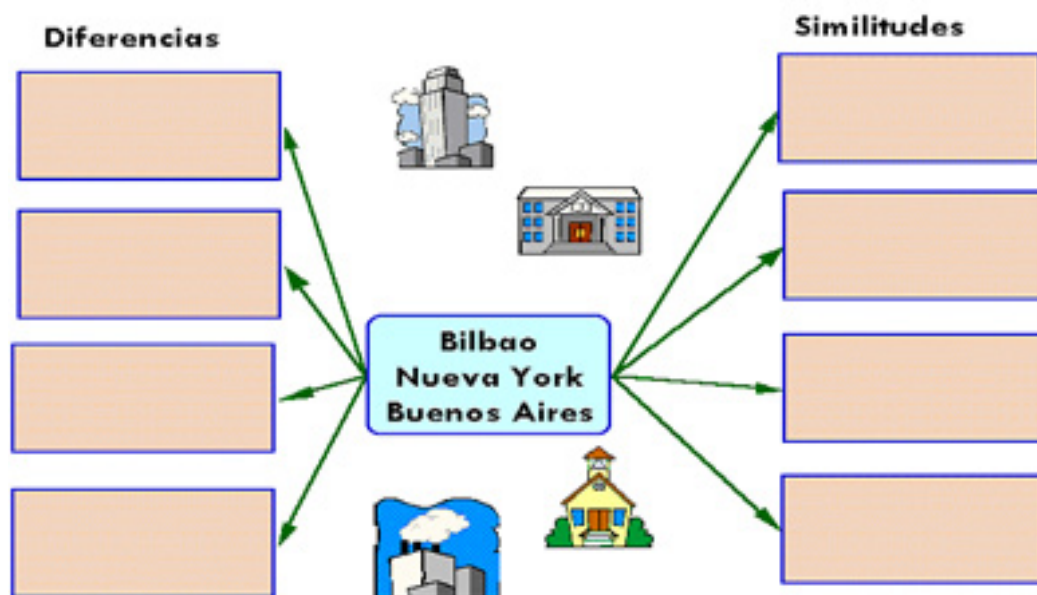 Diferencias
Similitudes
Bilbao
Nueva York
Buenos Aires